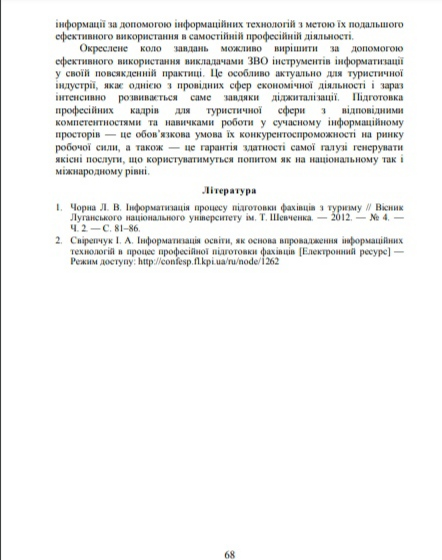 інформації за допомогою інформаційних технологій з метою їх подальшого
ефективного використання в самостійній професійній діяльності.
Окреслене коло завдань можливо вирішити за допомогою
ефективного використання викладачами ЗВО інструментів інформатизації
у своїй повсякденній практиці. Це особливо актуально для туристичної
індустрії, якає однією з провідних сфер економічної діяльності і зараз
інтенсивно розвивається саме завдяки діджиталізації. Підготовка
професійних кадрів для туристичної сфери з відповідними
компетентностями та навичками роботи у сучасному інформаційному
просторів — це обов’язкова умова їх конкурентоспроможності на ринку
робочої сили, а також — це гарантія здатності самої галузі генерувати
якісні послуги, що користуватимуться попитом як на національному так і
міжнародному рівні.
Література
1. Чорна Л. В. Інформатизація процесу підготовки фахівців з туризму // Вісник
Луганського національного університету ім. Т. Шевченка. — 2012. — № 4. —
Ч. 2. — С. 81–86.
2. Свірепчук І. А. Інформатизація освіти, як основа впровадження інформаційних
технологій в процес професійної підготовки фахівців [Електронний ресурс] —
Режим доступу: http://confesp.fl.kpi.ua/ru/node/1262
68